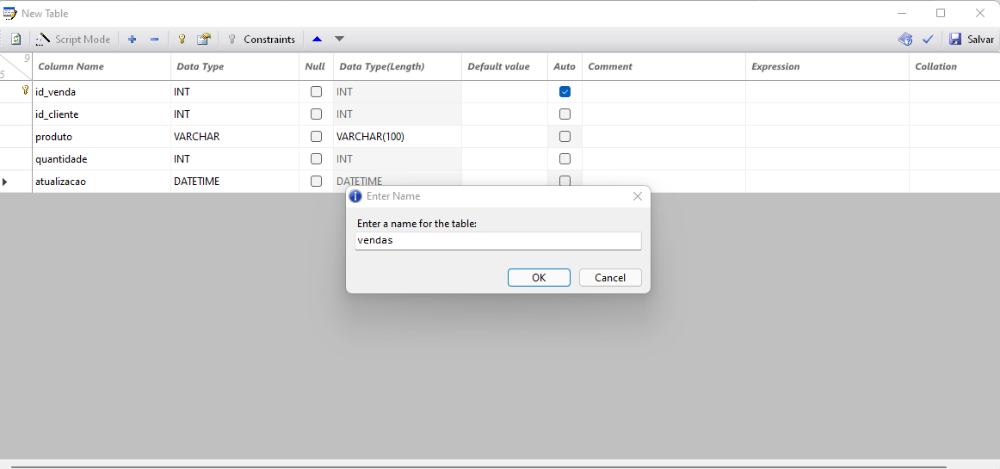 New Table
Script Mode Constraints Salvar
9
5
Column Name Data Type Null Data Type(Length) Default value Auto Comment Expression Collation
id_venda INT INT
id_cliente INT INT
produto VARCHAR VARCHAR(100)
quantidade INT INT
atualizacao DATETIME DATETIME
Enter Name
Enter a name for the table:
vendas
OK Cancel